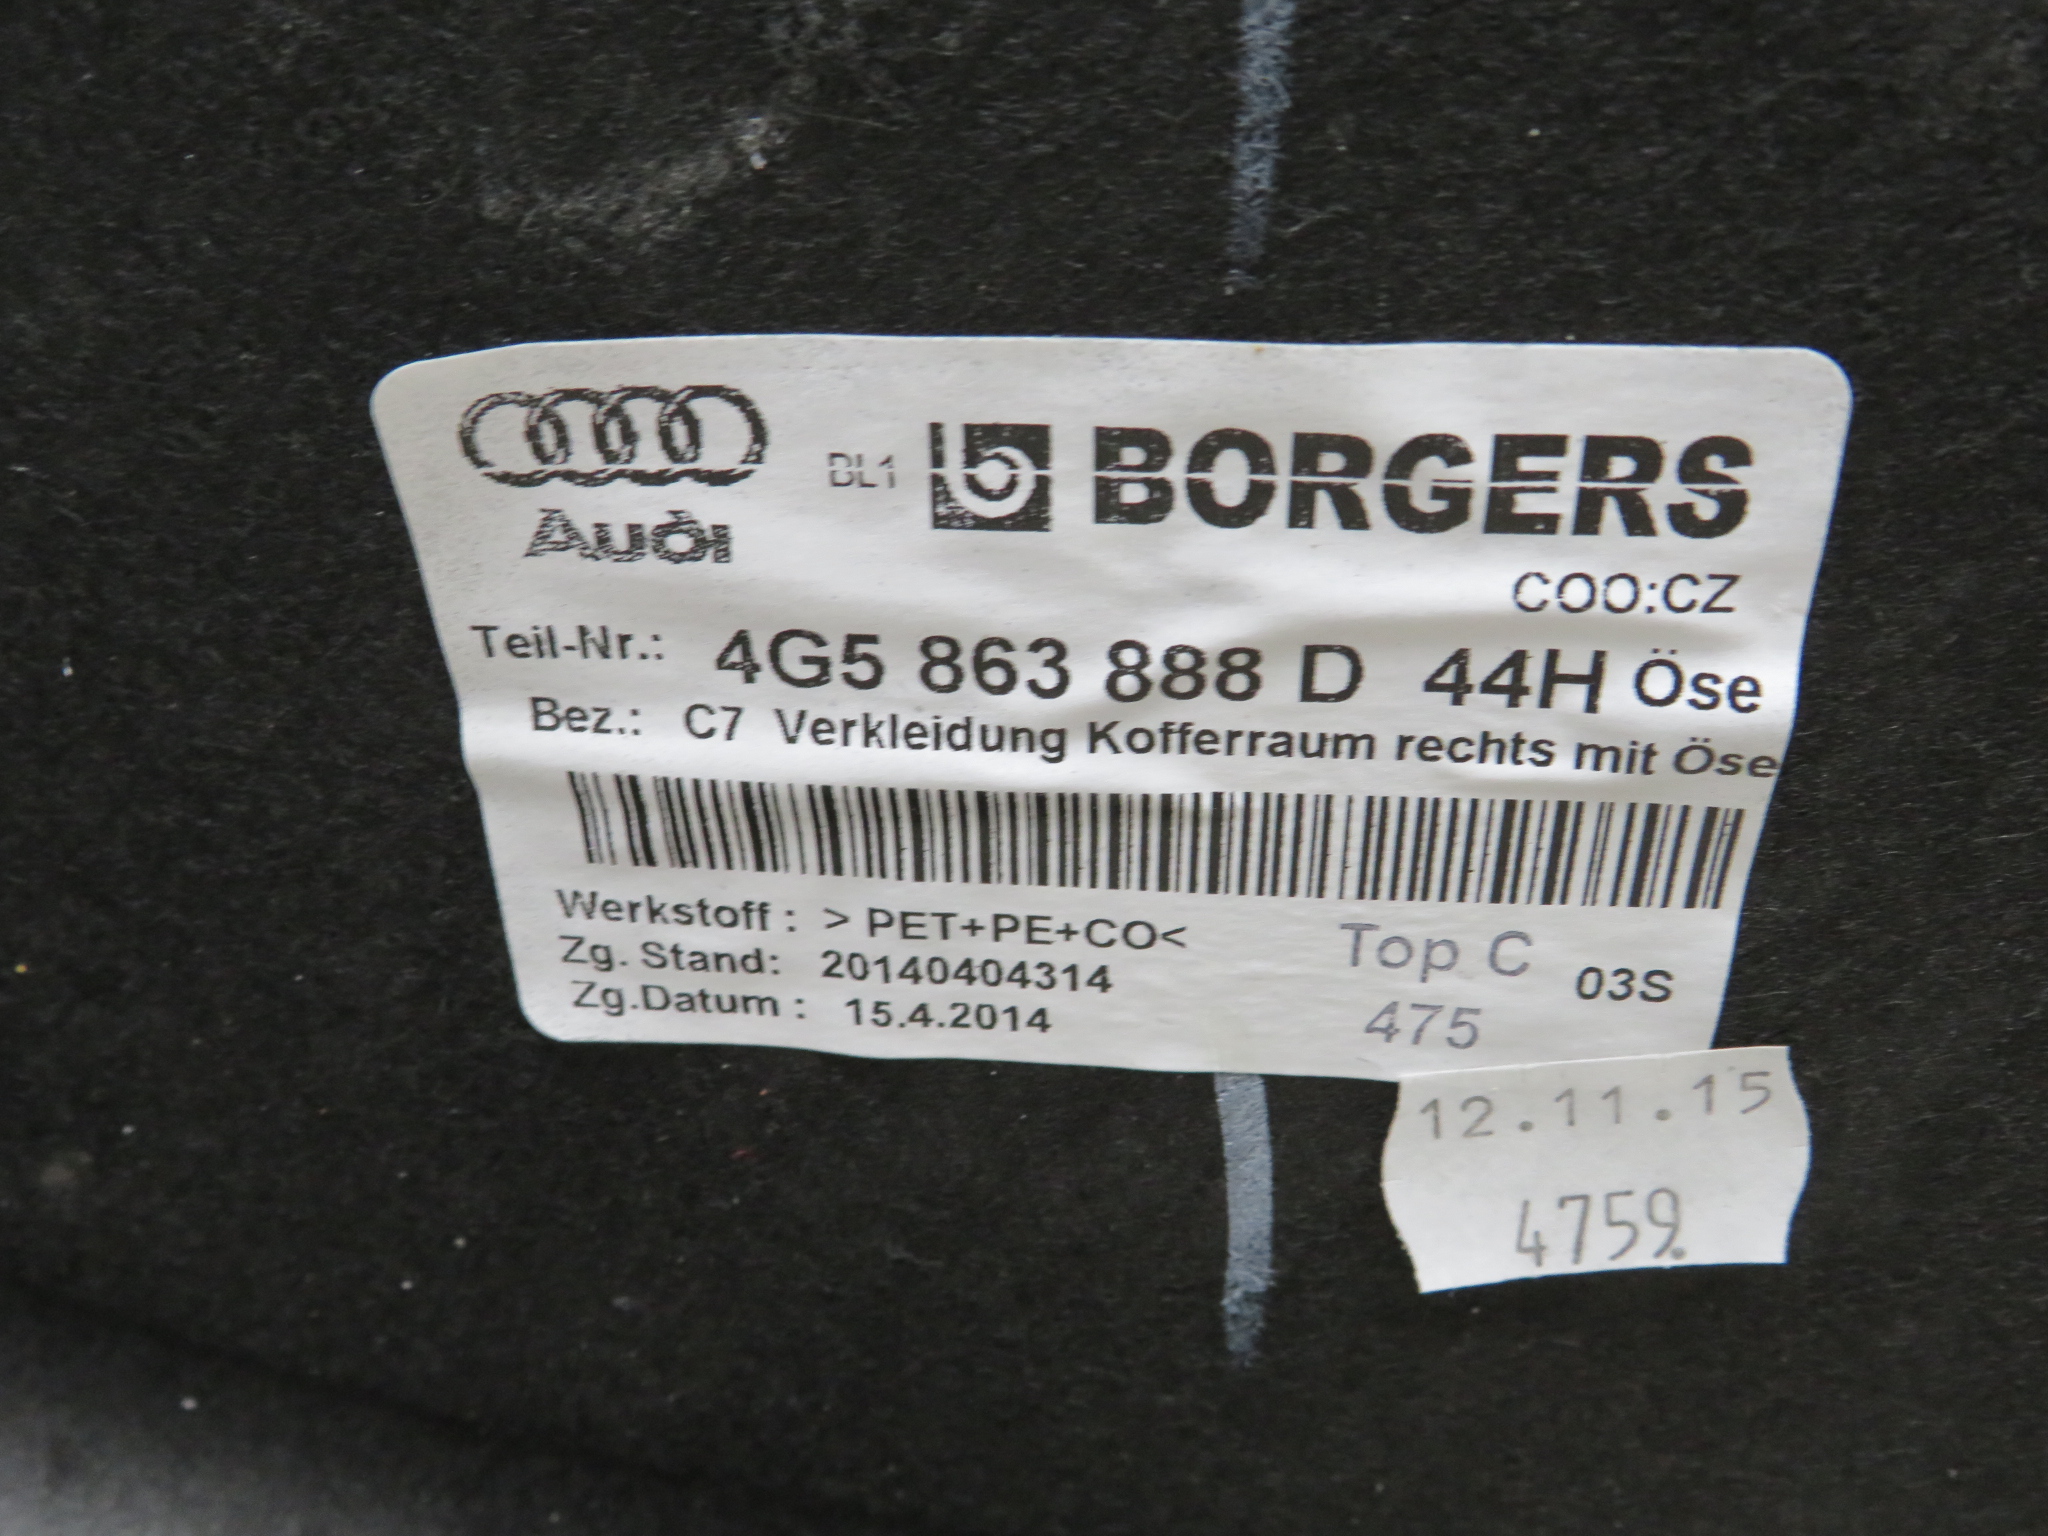 Audi
BL1
BORGERS
COO:CZ
Teil-Nr.: 4G5 863 888 D 44H Öse
Bez.: C7 Verkleidung Kofferraum rechts mit Öse
Werkstoff : > PET+PE+CO<
Zg. Stand: 20140404314
Zg.Datum : 15.4.2014
Top C
475
03S
12.11.15
4759.